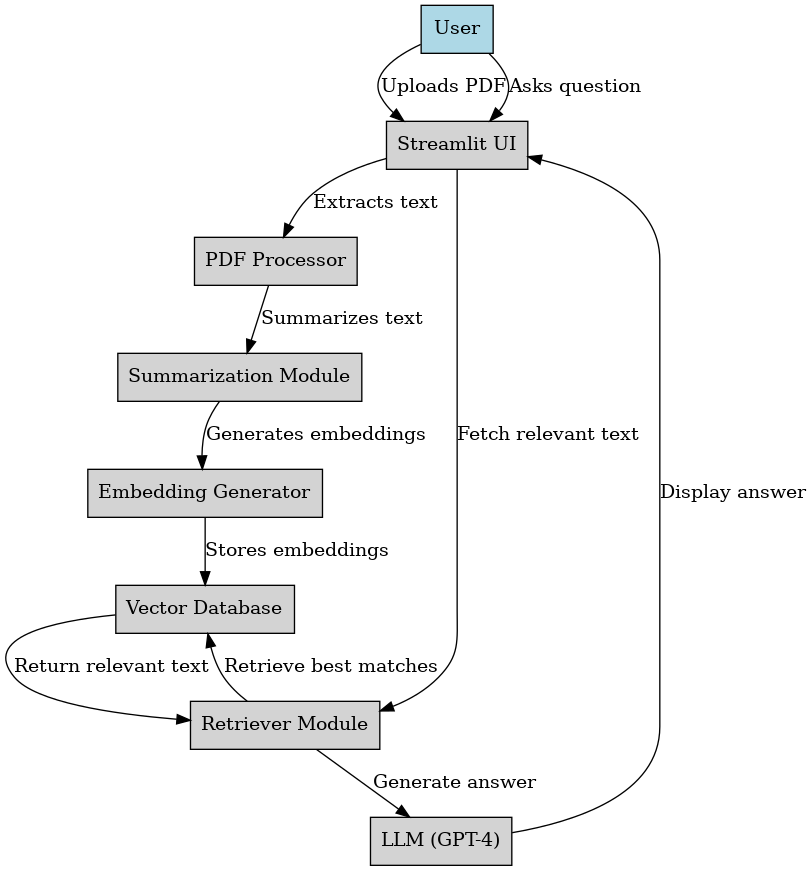 User
Uploads PDF
Asks question
Streamlit UI
Extracts text
PDF Processor
Summarizes text
Summarization Module
Generates embeddings
Fetch relevant text
Embedding Generator
Display answer
Stores embeddings
Vector Database
Return relevant text
Retrieve best matches
Retriever Module
Generate answer
LLM (GPT-4)